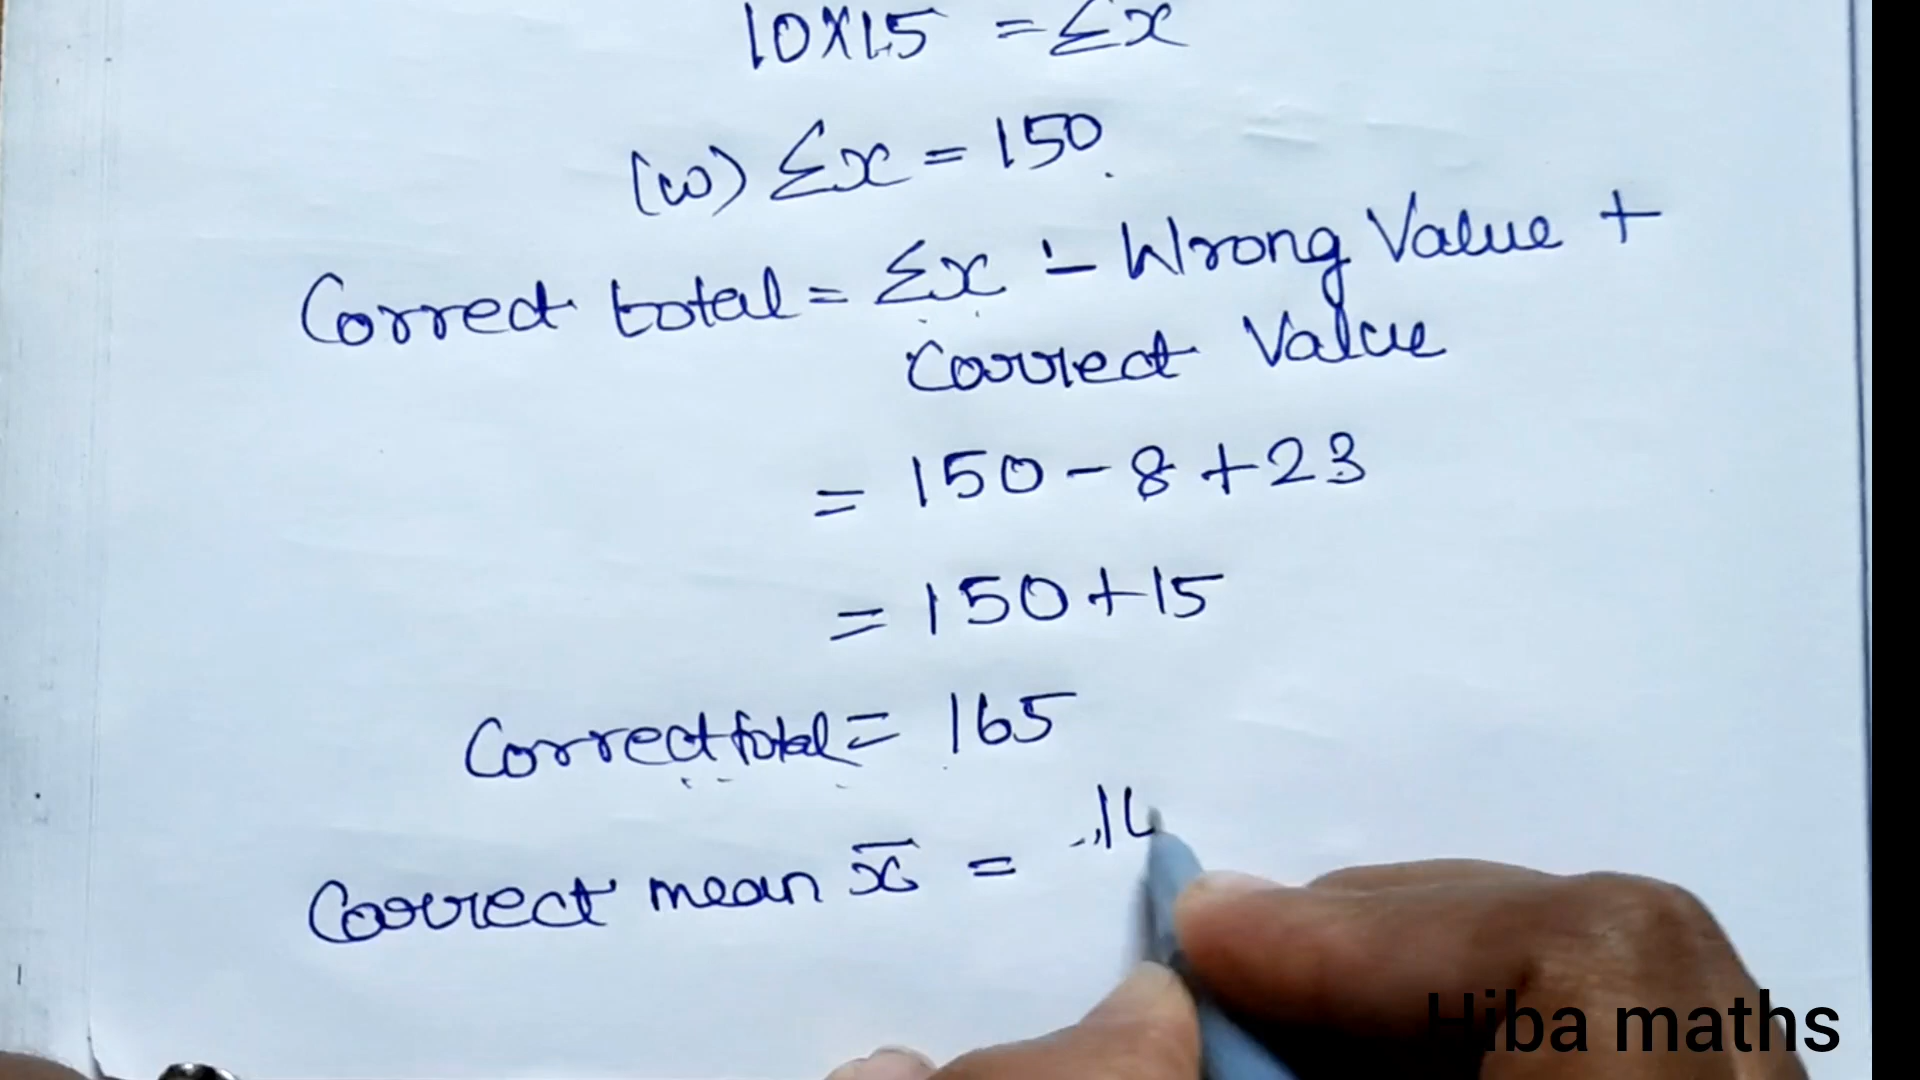 10×15 = Σx
(w) Σx = 150
Correct total = Σx - Wrong Value +
Correct Value
= 150 - 8 + 23
= 150 + 15
Correct total = 165
Correct mean x̄ =
Hiba maths